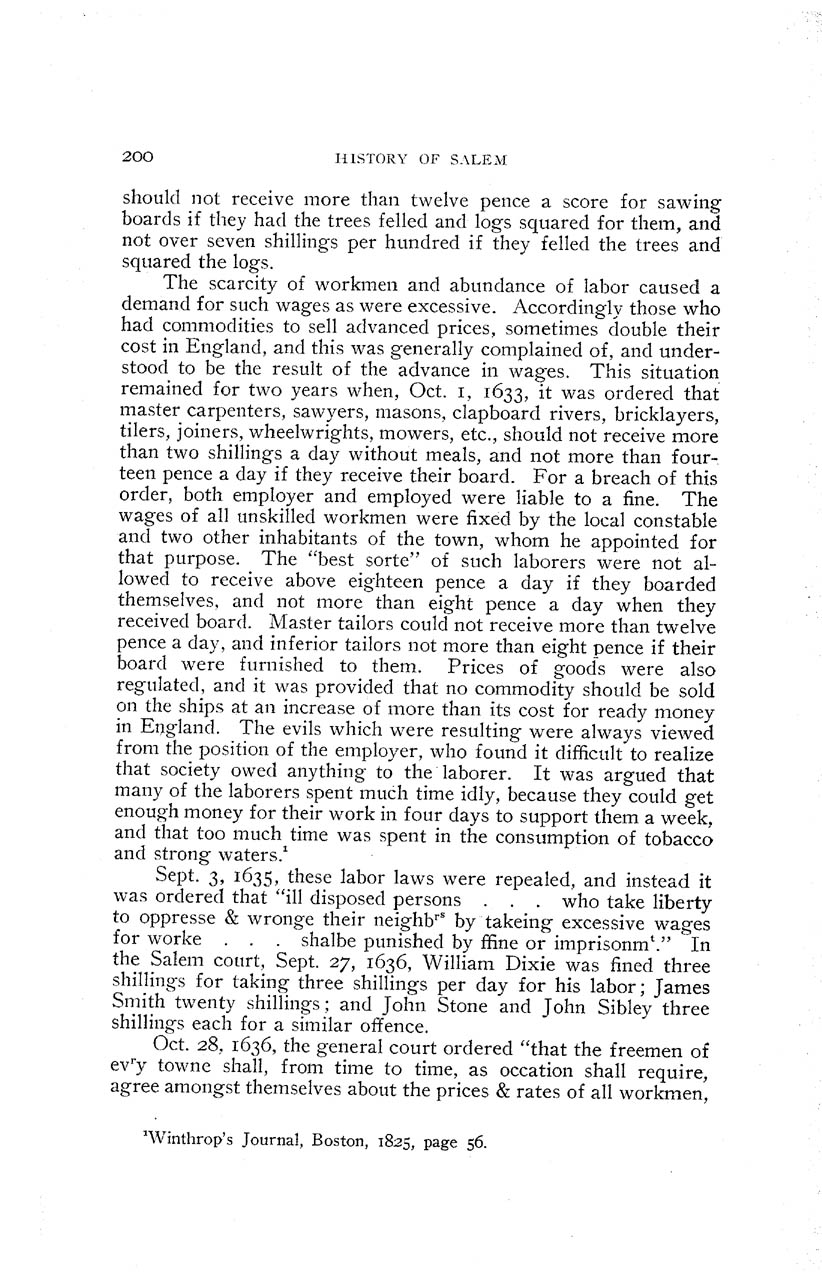 200 HISTORY OF SALEM
should not receive more than twelve pence a score for sawing
boards if they had the trees felled and logs squared for them, and
not over seven shillings per hundred if they felled the trees and
squared the logs.
The scarcity of workmen and abundance of labor caused a
demand for such wages as were excessive. Accordingly those who
had commodities to sell advanced prices, sometimes double their
cost in England, and this was generally complained of, and under-
stood to be the result of the advance in wages. This situation
remained for two years when, Oct. 1, 1633, it was ordered that
master carpenters, sawyers, masons, clapboard rivers, bricklayers,
tilers, joiners, wheelwrights, mowers, etc., should not receive more
than two shillings a day without meals, and not more than four-
teen pence a day if they receive their board. For a breach of this
order, both employer and employed were liable to a fine. The
wages of all unskilled workmen were fixed by the local constable
and two other inhabitants of the town, whom he appointed for
that purpose. The “best sorte” of such laborers were not al-
lowed to receive above eighteen pence a day if they boarded
themselves, and not more than eight pence a day when they
received board. Master tailors could not receive more than twelve
pence a day, and inferior tailors not more than eight pence if their
board were furnished to them. Prices of goods were also
regulated, and it was provided that no commodity should be sold
on the ships at an increase of more than its cost for ready money
in England. The evils which were resulting were always viewed
from the position of the employer, who found it difficult to realize
that society owed anything to the laborer. It was argued that
many of the laborers spent much time idly, because they could get
enough money for their work in four days to support them a week,
and that too much time was spent in the consumption of tobacco
and strong waters.¹
Sept. 3, 1635, these labor laws were repealed, and instead it
was ordered that “ill disposed persons . . . who take liberty
to oppresse & wronge their neighbʳˢ by takeing excessive wages
for worke . . . shalbe punished by ffine or imprisonmᵗ.” In
the Salem court, Sept. 27, 1636, William Dixie was fined three
shillings for taking three shillings per day for his labor; James
Smith twenty shillings; and John Stone and John Sibley three
shillings each for a similar offence.
Oct. 28, 1636, the general court ordered “that the freemen of
evʳy towne shall, from time to time, as occation shall require,
agree amongst themselves about the prices & rates of all workmen,
¹Winthrop's Journal, Boston, 1825, page 56.